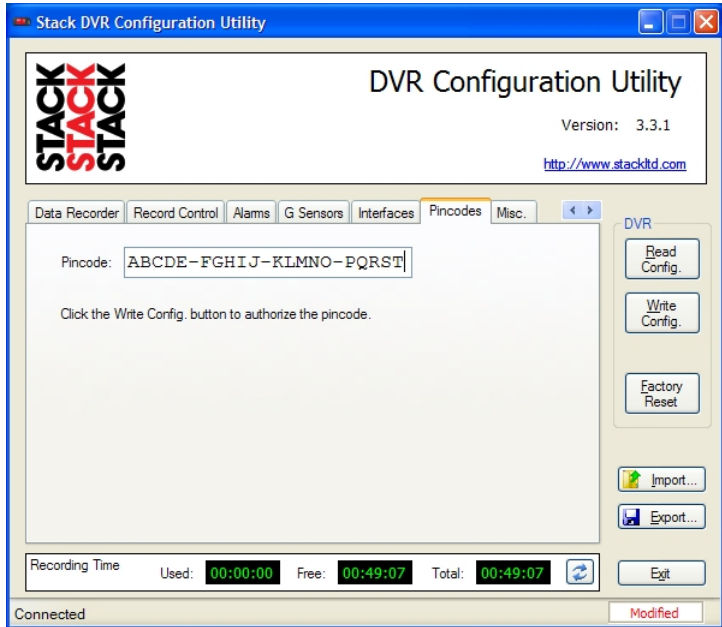 Stack DVR Configuration Utility
STACK
STACK
STACK
DVR Configuration Utility
Version: 3.3.1
http://www.stackltd.com
Data Recorder Record Control Alarms G Sensors Interfaces Pincodes Misc.
DVR
Pincode: ABCDE-FGHIJ-KLMNO-PQRST
Click the Write Config. button to authorize the pincode.
Read
Config.
Write
Config.
Factory
Reset
Import...
Export...
Recording Time Used: 00:00:00 Free: 00:49:07 Total: 00:49:07
Exit
Connected
Modified